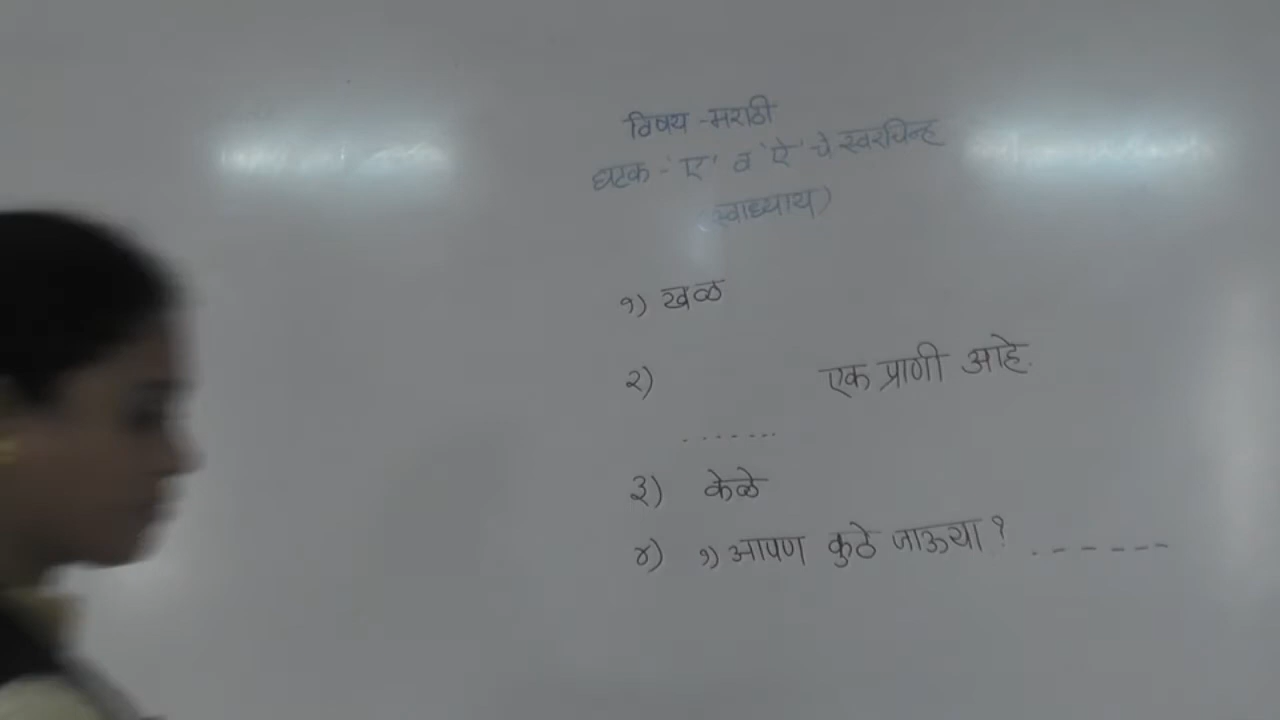 विषय - मराठी
घटक - 'ए' व 'ऐ' चे स्वरचिन्ह
(स्वाध्याय)
१) खळ
२) एक प्राणी आहे.
.......
३) केळे
४) १) आपण कुठे जाऊया ? . - - - - - -